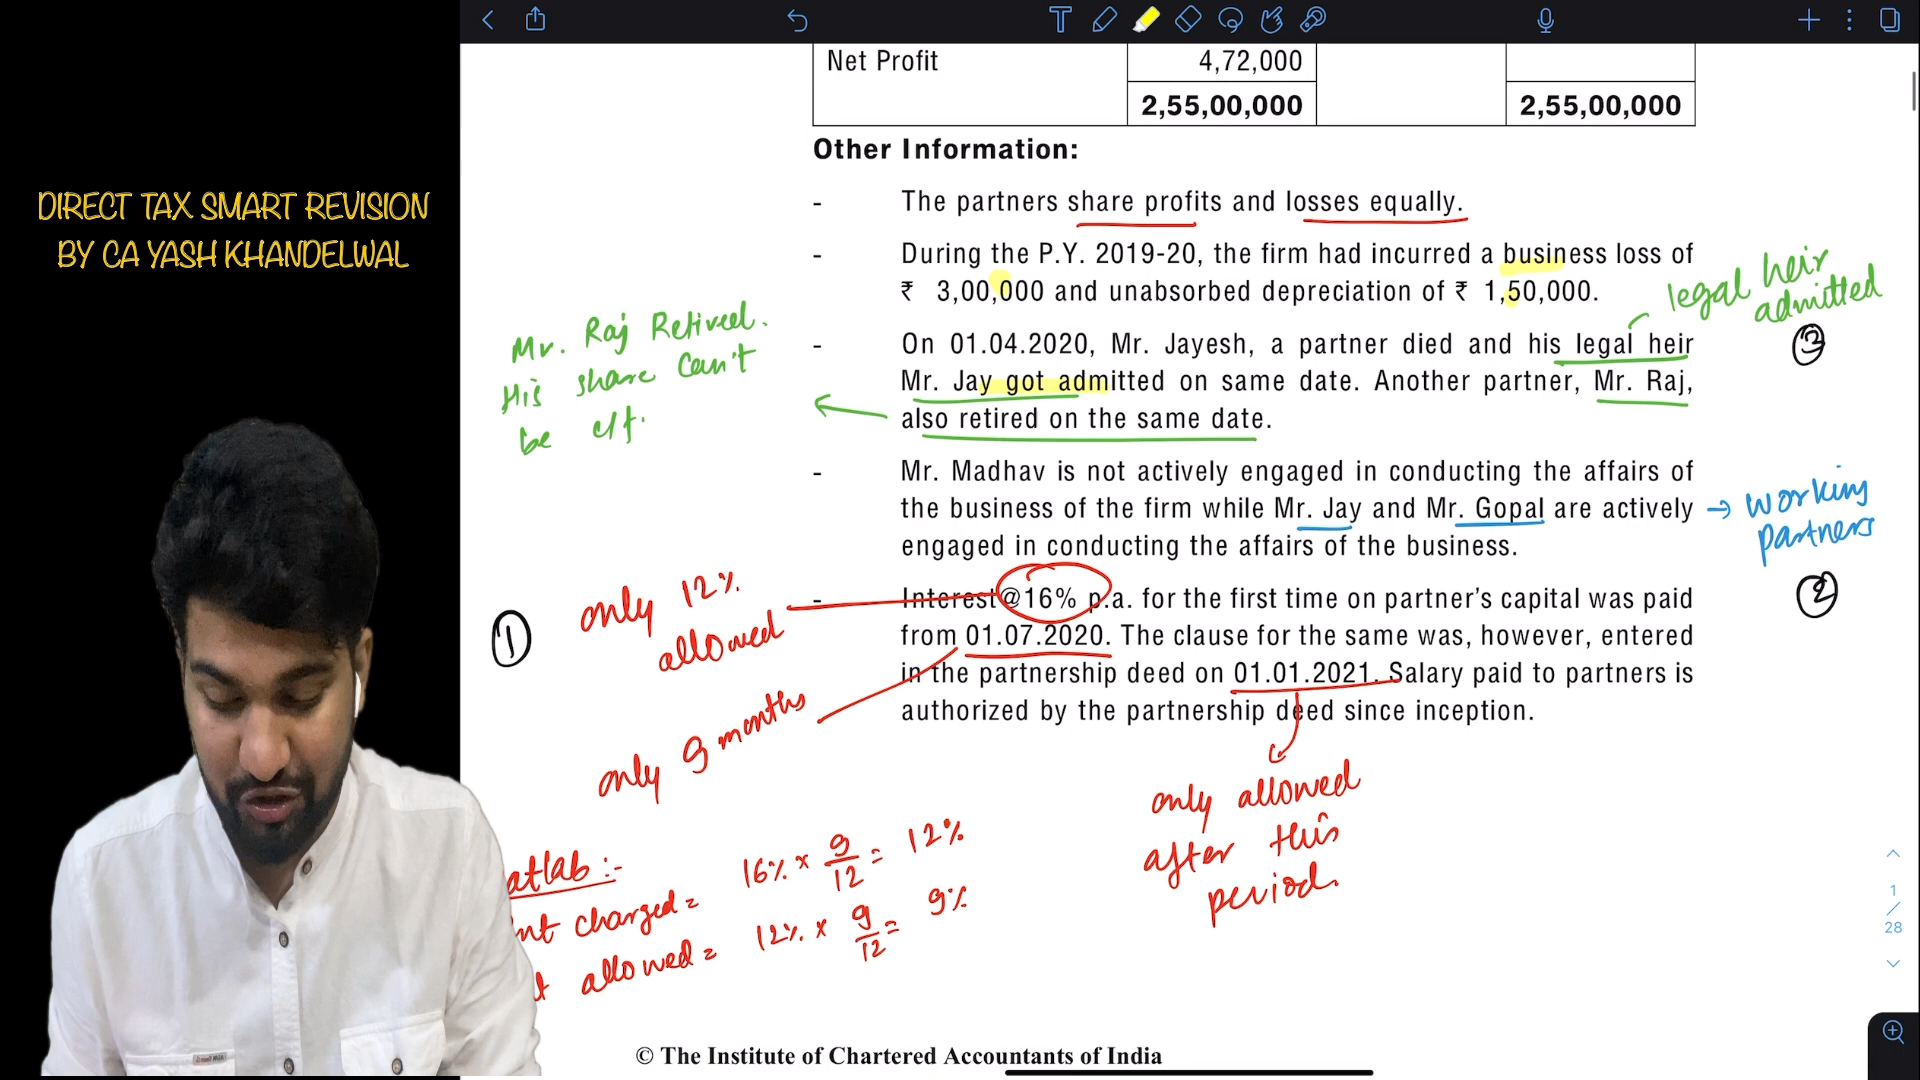 DIRECT TAX SMART REVISION
BY CA YASH KHANDELWAL
Net Profit 4,72,000
2,55,00,000 2,55,00,000
Other Information:
- The partners share profits and losses equally.
- During the P.Y. 2019-20, the firm had incurred a business loss of
₹ 3,00,000 and unabsorbed depreciation of ₹ 1,50,000.
- On 01.04.2020, Mr. Jayesh, a partner died and his legal heir
Mr. Jay got admitted on same date. Another partner, Mr. Raj,
also retired on the same date.
- Mr. Madhav is not actively engaged in conducting the affairs of
the business of the firm while Mr. Jay and Mr. Gopal are actively
engaged in conducting the affairs of the business.
- Interest @16% p.a. for the first time on partner’s capital was paid
from 01.07.2020. The clause for the same was, however, entered
in the partnership deed on 01.01.2021. Salary paid to partners is
authorized by the partnership deed since inception.
legal heir
admitted
3
Mr. Raj Retired.
His share Can't
be c/f.
→ working
partners
2
1
only 12%
allowed
only 9 months
only allowed
after this
period.
atlab :-
nt charged = 16% × 9/12 = 12%
t allowed = 12% × 9/12 = 9%
1
/
28
© The Institute of Chartered Accountants of India